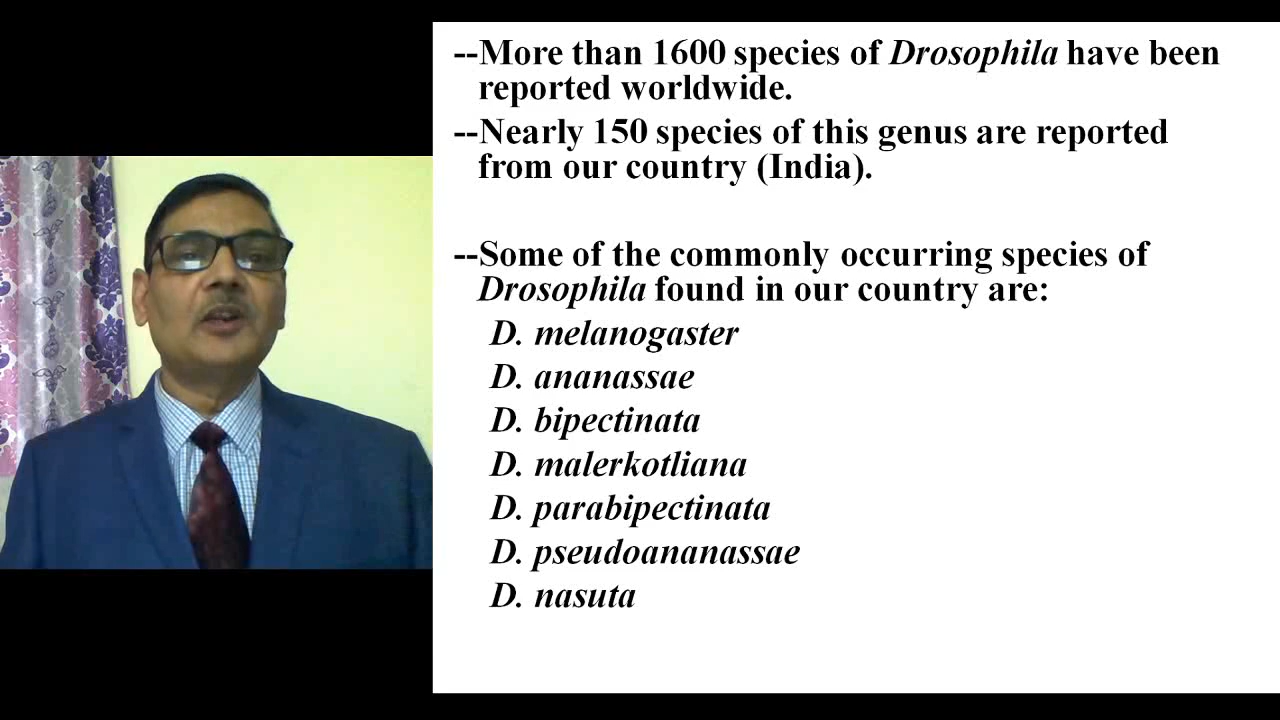 --More than 1600 species of Drosophila have been
reported worldwide.
--Nearly 150 species of this genus are reported
from our country (India).
--Some of the commonly occurring species of
Drosophila found in our country are:
D. melanogaster
D. ananassae
D. bipectinata
D. malerkotliana
D. parabipectinata
D. pseudoananassae
D. nasuta